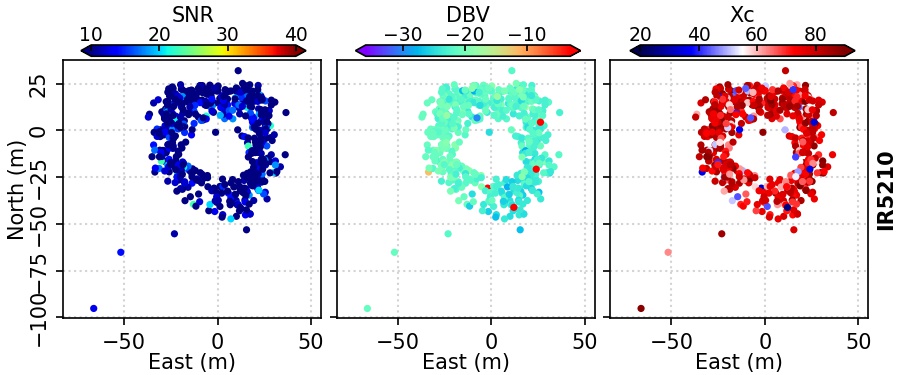 SNR DBV Xc
10 20 30 40 −30 −20 −10 20 40 60 80
25
0
−25
−50
−75
−100
North (m)
IR5210
−50 0 50 −50 0 50 −50 0 50
East (m) East (m) East (m)